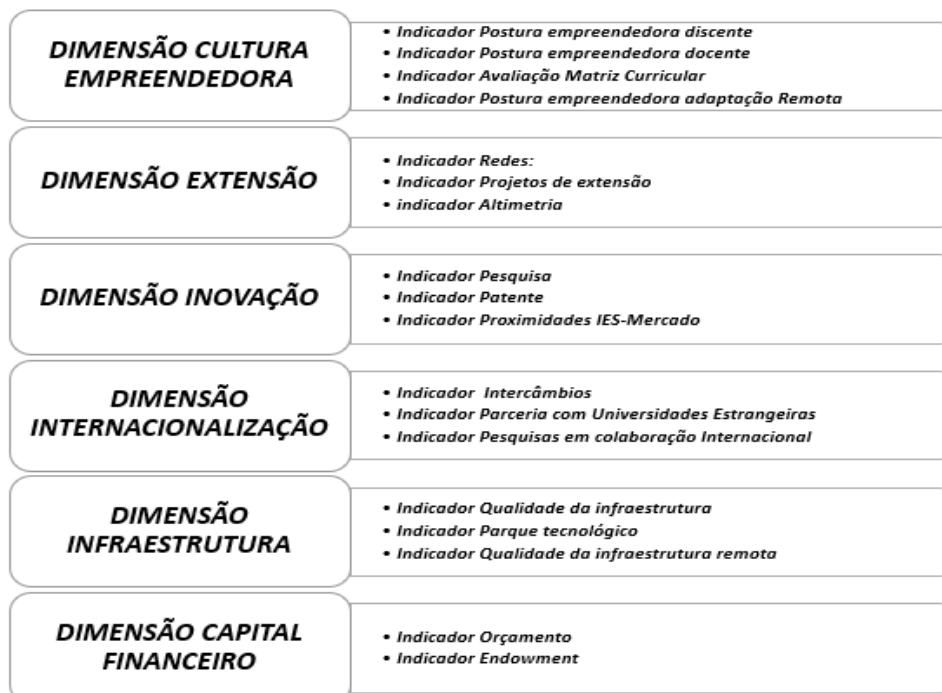 DIMENSÃO CULTURA
EMPREENDEDORA
• Indicador Postura empreendedora discente
• Indicador Postura empreendedora docente
• Indicador Avaliação Matriz Curricular
• Indicador Postura empreendedora adaptação Remota
DIMENSÃO EXTENSÃO
• Indicador Redes:
• Indicador Projetos de extensão
• indicador Altimetria
DIMENSÃO INOVAÇÃO
• Indicador Pesquisa
• Indicador Patente
• Indicador Proximidades IES-Mercado
DIMENSÃO
INTERNACIONALIZAÇÃO
• Indicador Intercâmbios
• Indicador Parceria com Universidades Estrangeiras
• Indicador Pesquisas em colaboração Internacional
DIMENSÃO
INFRAESTRUTURA
• Indicador Qualidade da infraestrutura
• Indicador Parque tecnológico
• Indicador Qualidade da infraestrutura remota
DIMENSÃO CAPITAL
FINANCEIRO
• Indicador Orçamento
• Indicador Endowment